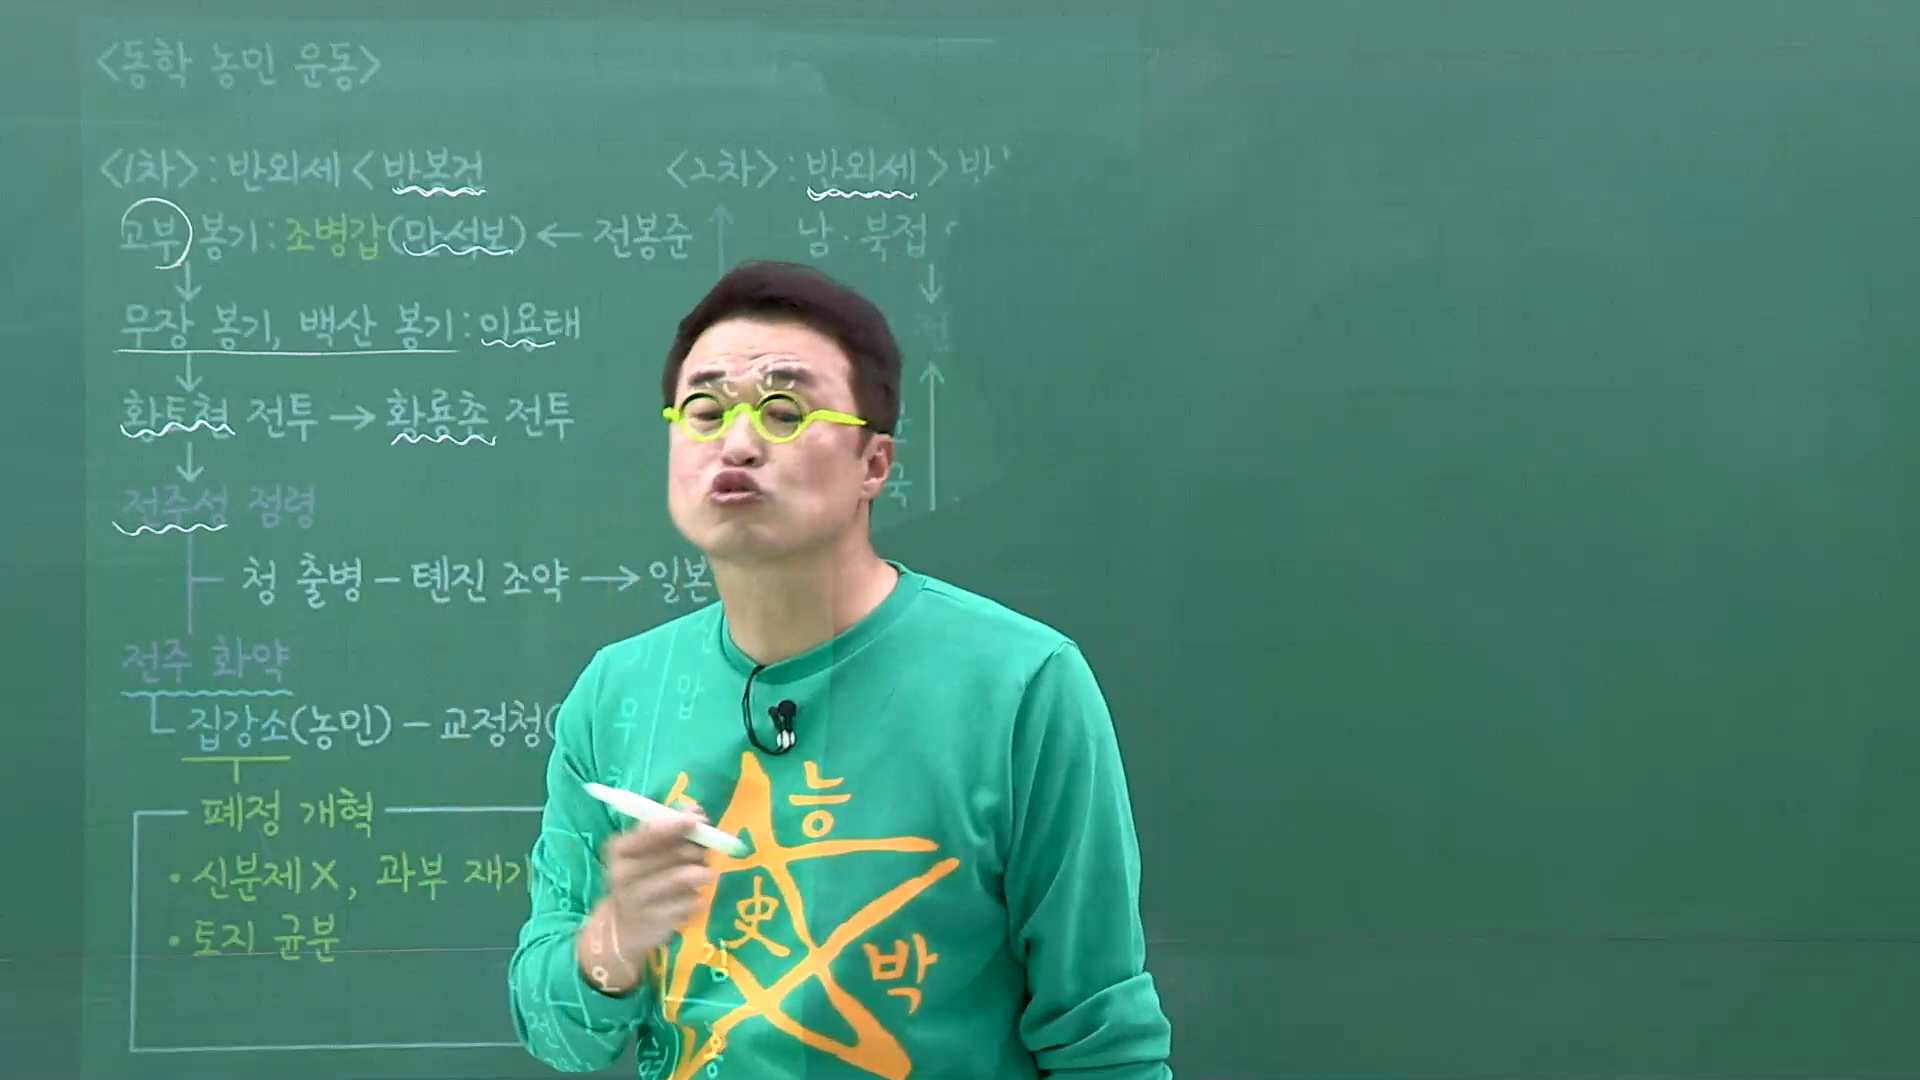 <동학 농민 운동>
<1차> : 반외세 < 반봉건
고부 봉기 : 조병갑(만석보) ← 전봉준
↓
무장 봉기, 백산 봉기 : 이용태
↓
황토현 전투 → 황룡촌 전투
↓
전주성 점령
청 출병 – 톈진 조약 → 일본
전주 화약
집강소(농민) – 교정청(
폐정 개혁
· 신분제X, 과부 재가
· 토지 균분
<2차> : 반외세 >
남·북접
↓
국
능
史
박